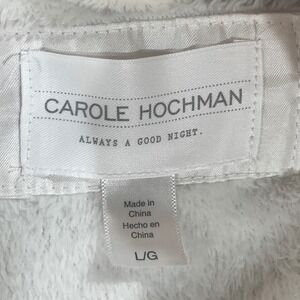 CAROLE HOCHMAN
ALWAYS A GOOD NIGHT.
Made in
China
Hecho en
China
L/G